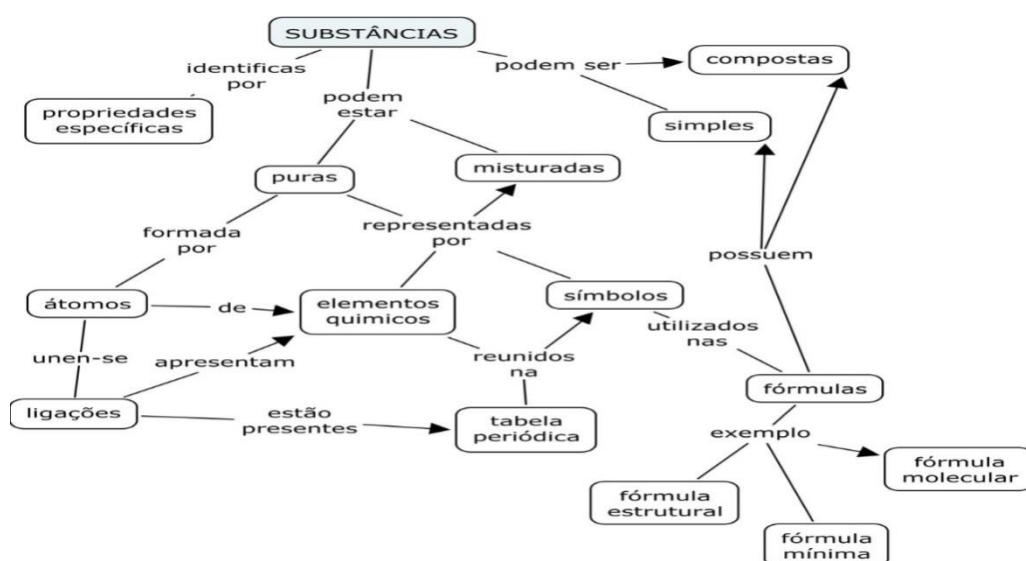 SUBSTÂNCIAS
identificas
por
podem ser
compostas
propriedades
específicas
podem
estar
simples
puras
misturadas
formada
por
representadas
por
possuem
átomos
de
elementos
quimicos
símbolos
unen-se
apresentam
reunidos
na
utilizados
nas
ligações
estão
presentes
tabela
periódica
fórmulas
exemplo
fórmula
molecular
fórmula
estrutural
fórmula
mínima